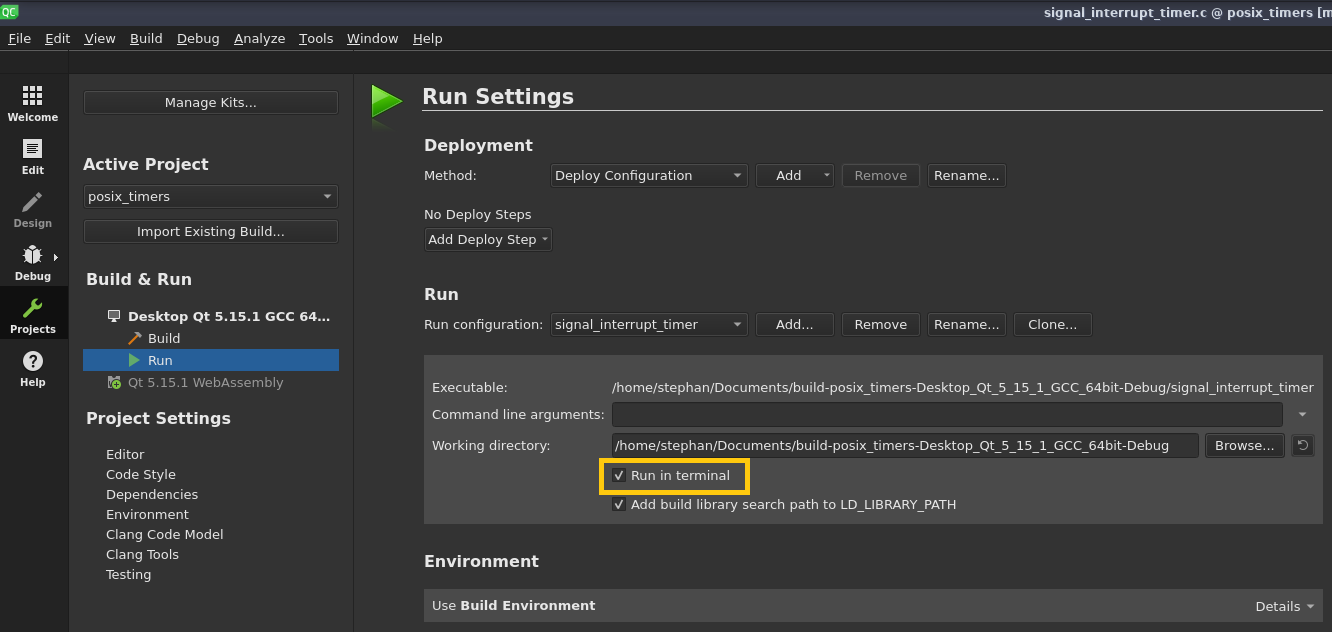 QC
signal_interrupt_timer.c @ posix_timers [m
File Edit View Build Debug Analyze Tools Window Help
Welcome
Edit
Design
Debug
Projects
Help
Manage Kits...
Active Project
posix_timers
Import Existing Build...
Build & Run
Desktop Qt 5.15.1 GCC 64...
Build
Run
Qt 5.15.1 WebAssembly
Project Settings
Editor
Code Style
Dependencies
Environment
Clang Code Model
Clang Tools
Testing
Run Settings
Deployment
Method: Deploy Configuration Add Remove Rename...
No Deploy Steps
Add Deploy Step
Run
Run configuration: signal_interrupt_timer Add... Remove Rename... Clone...
Executable: /home/stephan/Documents/build-posix_timers-Desktop_Qt_5_15_1_GCC_64bit-Debug/signal_interrupt_timer
Command line arguments:
Working directory: /home/stephan/Documents/build-posix_timers-Desktop_Qt_5_15_1_GCC_64bit-Debug Browse...
Run in terminal
Add build library search path to LD_LIBRARY_PATH
Environment
Use Build Environment Details